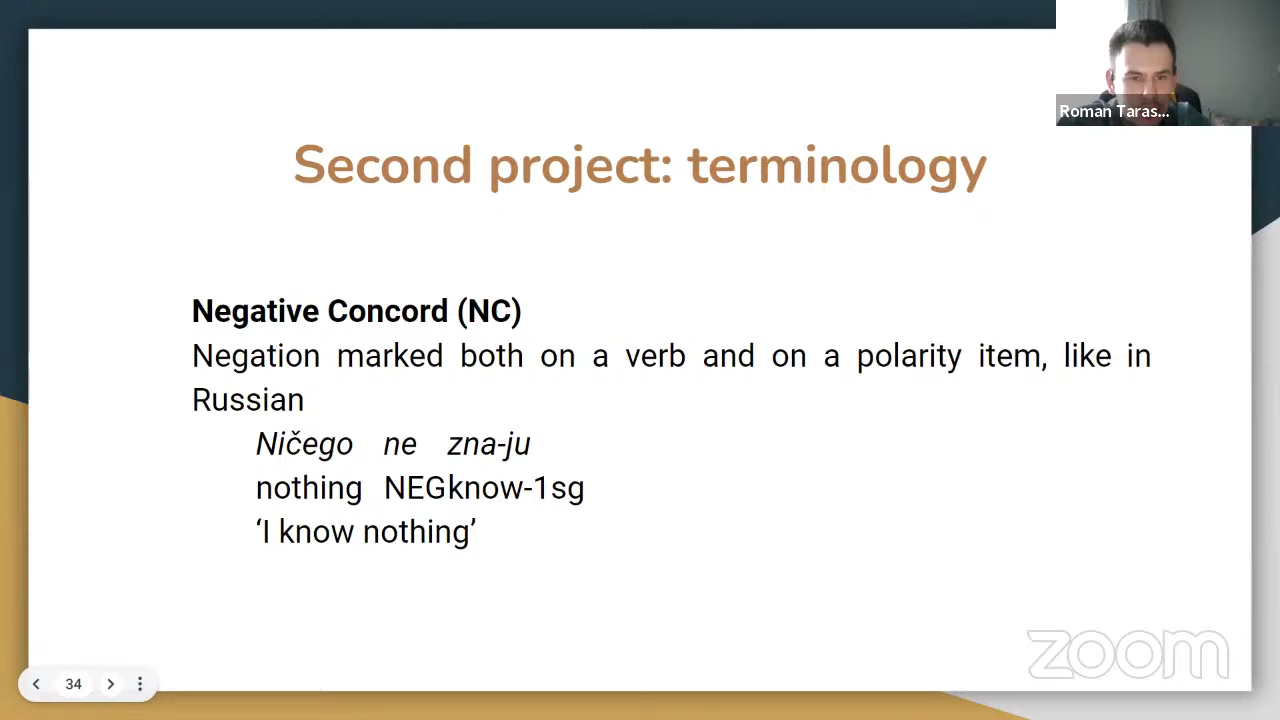 Roman Taras...
Second project: terminology
Negative Concord (NC)
Negation marked both on a verb and on a polarity item, like in
Russian
Ničego ne zna-ju
nothing NEGknow-1sg
‘I know nothing’
zoom
34